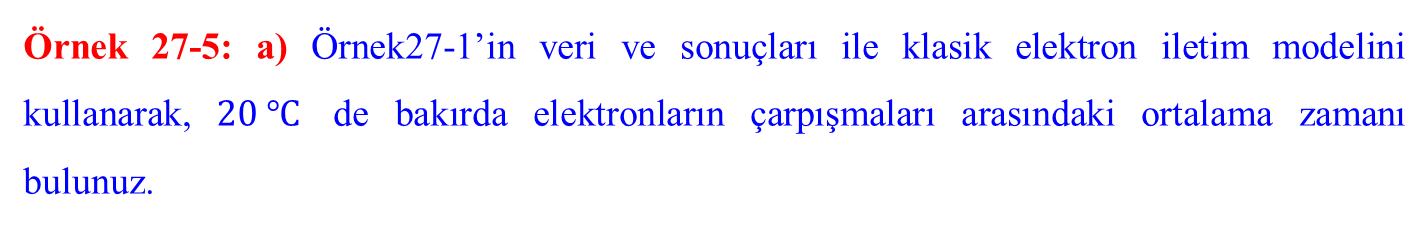 Örnek 27-5: a) Örnek27-1’in veri ve sonuçları ile klasik elektron iletim modelini
kullanarak, 20 °C de bakırda elektronların çarpışmaları arasındaki ortalama zamanı
bulunuz.